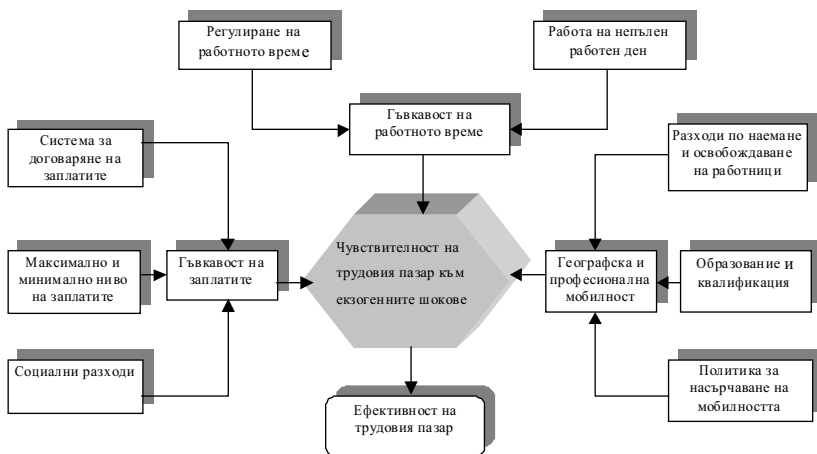 Регулиране на
работното време
Работа на непълен
работен ден
Гъвкавост на
работното време
Система за
договаряне на
заплатите
Разходи по наемане
и освобождаване
на работници
Чувствителност на
трудовия пазар към
екзогенните шокове
Максимално и
минимално ниво
на заплатите
Гъвкавост на
заплатите
Географска и
професионална
мобилност
Образование и
квалификация
Социални разходи
Политика за
насърчаване на
мобилността
Ефективност на
трудовия пазар